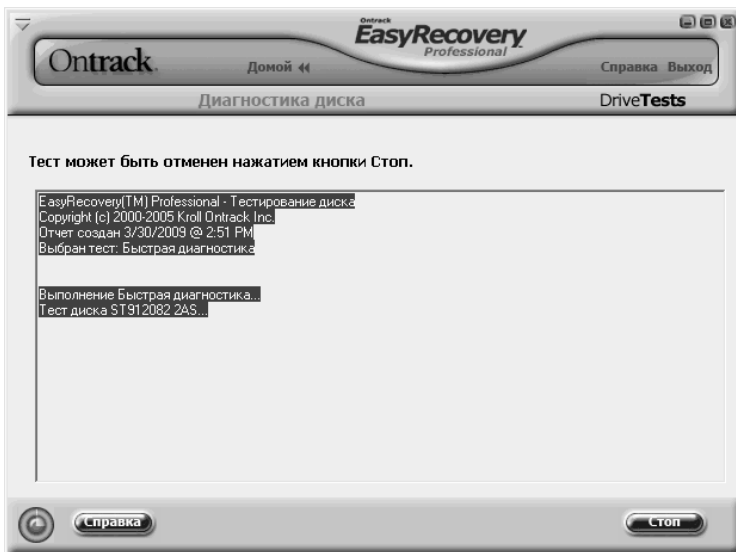 Ontrack
EasyRecovery
Professional
Ontrack
Домой
Справка Выход
Диагностика диска
DriveTests
Тест может быть отменен нажатием кнопки Стоп.
EasyRecovery(TM) Professional - Тестирование диска
Copyright (c) 2000-2005 Kroll Ontrack Inc.
Отчет создан 3/30/2009 @ 2:51 PM
Выбран тест: Быстрая диагностика
Выполнение Быстрая диагностика...
Тест диска ST912082 2AS...
Справка
Стоп